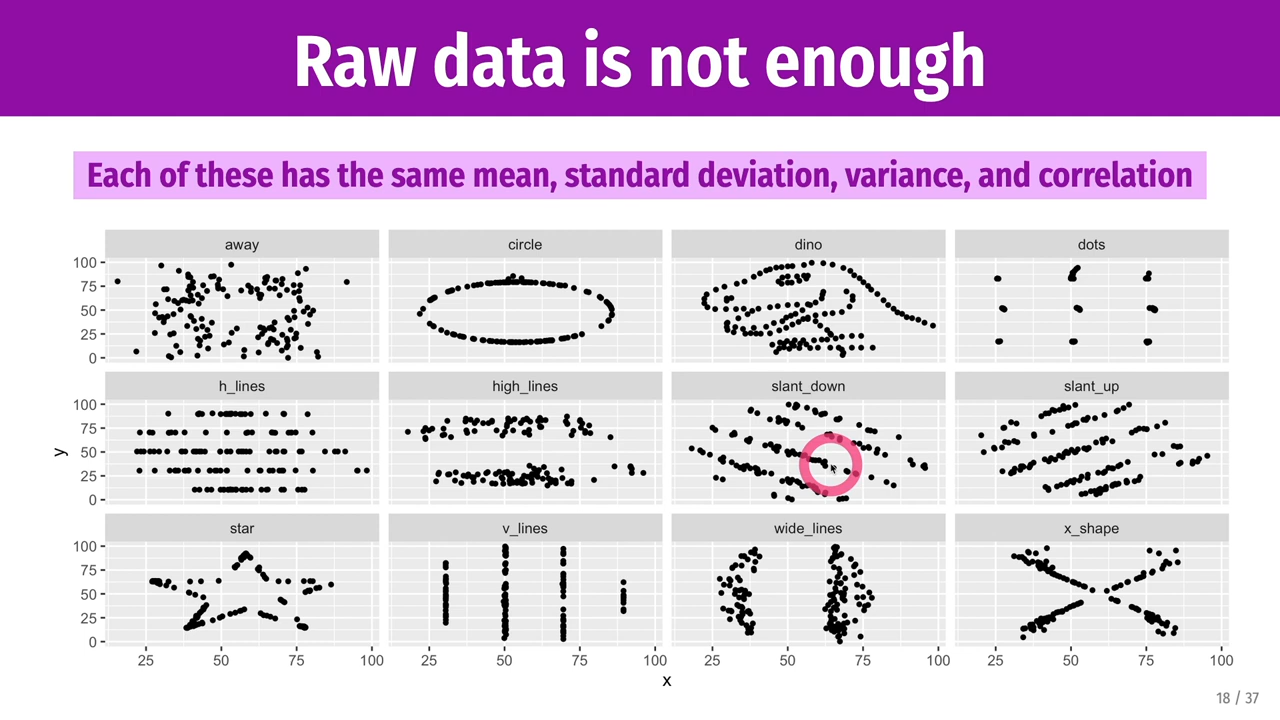 Raw data is not enough
Each of these has the same mean, standard deviation, variance, and correlation
away circle dino dots
100
75
50
25
0
h_lines high_lines slant_down slant_up
100
75
50
25
0
y
star v_lines wide_lines x_shape
100
75
50
25
0
25 50 75 100 25 50 75 100 25 50 75 100 25 50 75 100
x
18 / 37